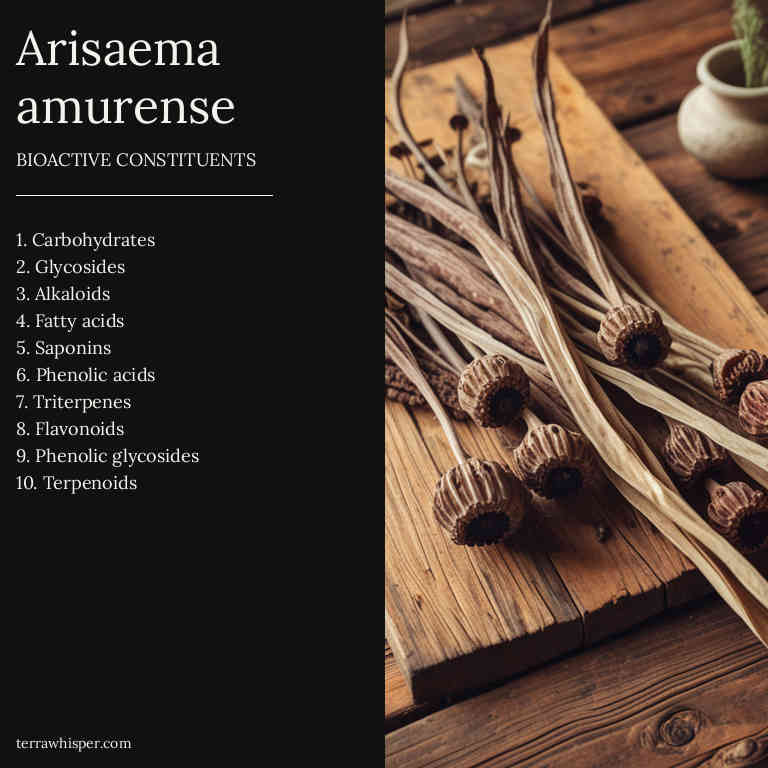 Arisaema
amurense
BIOACTIVE CONSTITUENTS
1. Carbohydrates
2. Glycosides
3. Alkaloids
4. Fatty acids
5. Saponins
6. Phenolic acids
7. Triterpenes
8. Flavonoids
9. Phenolic glycosides
10. Terpenoids
terrawhisper.com